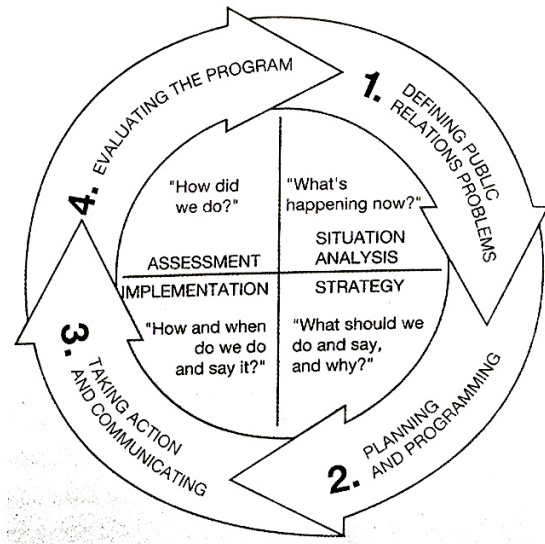 1. DEFINING PUBLIC
RELATIONS PROBLEMS
"What's
happening now?"
SITUATION
ANALYSIS
2. PLANNING
AND PROGRAMMING
STRATEGY
"What should we
do and say,
and why?"
3. TAKING ACTION
AND COMMUNICATING
IMPLEMENTATION
"How and when
do we do
and say it?"
4. EVALUATING THE PROGRAM
"How did
we do?"
ASSESSMENT